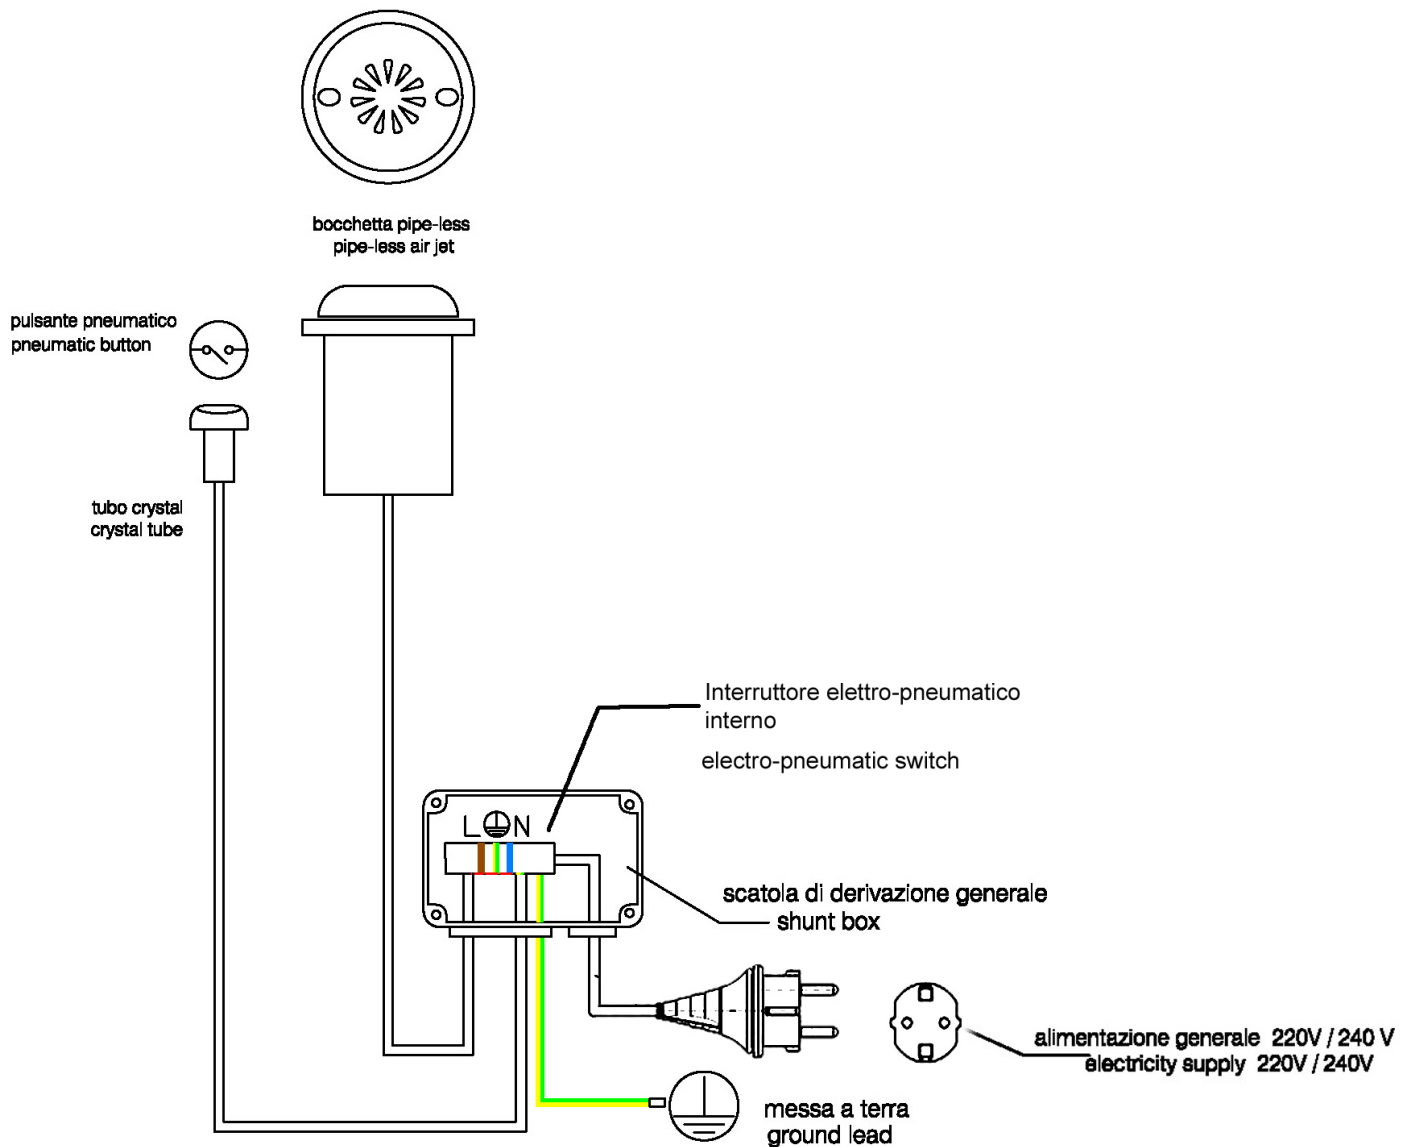 bocchetta pipe-less
pipe-less air jet
pulsante pneumatico
pneumatic button
tubo crystal
crystal tube
Interruttore elettro-pneumatico
interno
electro-pneumatic switch
L N
scatola di derivazione generale
shunt box
alimentazione generale 220V / 240 V
electricity supply 220V / 240V
messa a terra
ground lead